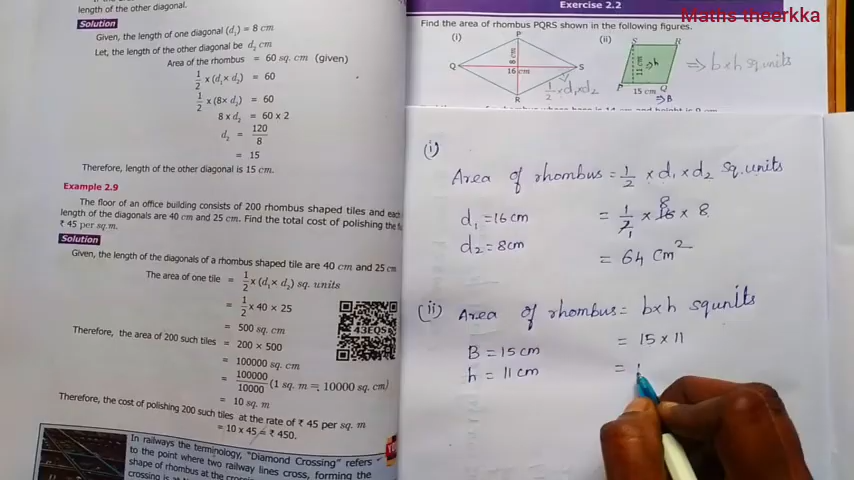 length of the other diagonal.
Solution
Given, the length of one diagonal (d₁) = 8 cm
Let, the length of the other diagonal be d₂ cm
Area of the rhombus = 60 sq. cm (given)
1/2 × (d₁ × d₂) = 60
1/2 × (8× d₂) = 60
8 × d₂ = 60 × 2
d₂ = 120/8
= 15
Therefore, length of the other diagonal is 15 cm.
Example 2.9
The floor of an office building consists of 200 rhombus shaped tiles and each
length of the diagonals are 40 cm and 25 cm. Find the total cost of polishing the
₹ 45 per sq.m.
Solution
Given, the length of the diagonals of a rhombus shaped tile are 40 cm and 25 cm
The area of one tile = 1/2 × (d₁ × d₂) sq. units
= 1/2 × 40 × 25
= 500 sq. cm
Therefore, the area of 200 such tiles = 200 × 500
= 100000 sq. cm
= 100000/10000 (1 sq. m = 10000 sq. cm)
= 10 sq. m
Therefore, the cost of polishing 200 such tiles at the rate of ₹ 45 per sq. m
= 10 x 45 = ₹ 450.
43EQS
In railways the terminology, "Diamond Crossing" refers
to the point where two railway lines cross, forming the
shape of rhombus at the crossing
crossing is at
Exercise 2.2
Maths theerkka
Find the area of rhombus PQRS shown in the following figures.
(i)
P
Q
S
R
8 cm
16 cm
1/2 × d₁ × d₂
(ii)
S
R
P
Q
11 cm
⇒ h
15 cm
⇒ B
⇒ b×h sq units
(i)
Area of rhombus = 1/2 × d₁ × d₂ sq. units
d₁ = 16 cm
= 1/2 × 16 × 8
8
1
d₂ = 8cm
= 64 cm²
(ii) Area of rhombus = b×h sq units
B = 15 cm
= 15 × 11
h = 11 cm
=